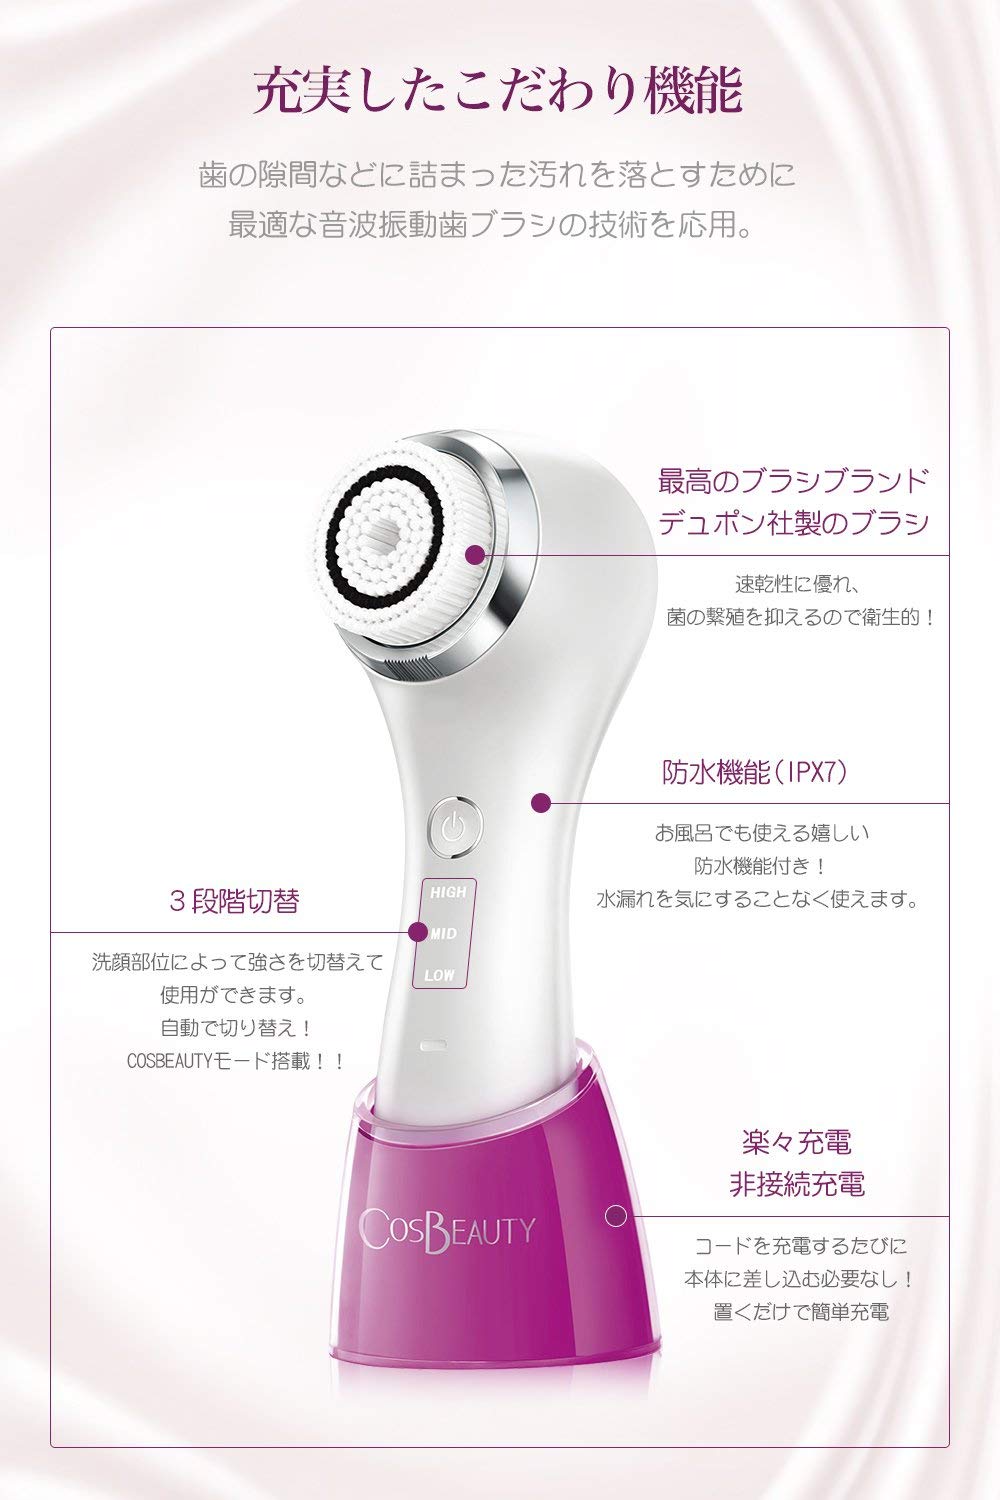 充実したこだわり機能
歯の隙間などに詰まった汚れを落とすために
最適な音波振動歯ブラシの技術を応用。
最高のブラシブランド
デュポン社製のブラシ
速乾性に優れ、
菌の繋殖を抑えるので衛生的！
防水機能（IPX7）
お風呂でも使える嬉しい
防水機能付き！
水漏れを気にすることなく使えます。
HIGH
MID
LOW
３段階切替
洗顔部位によって強さを切替えて
使用ができます。
自動で切り替え！
COSBEAUTYモード搭載！！
楽々充電
非接続充電
コードを充電するたびに
本体に差し込む必要なし！
置くだけで簡単充電
COSBEAUTY